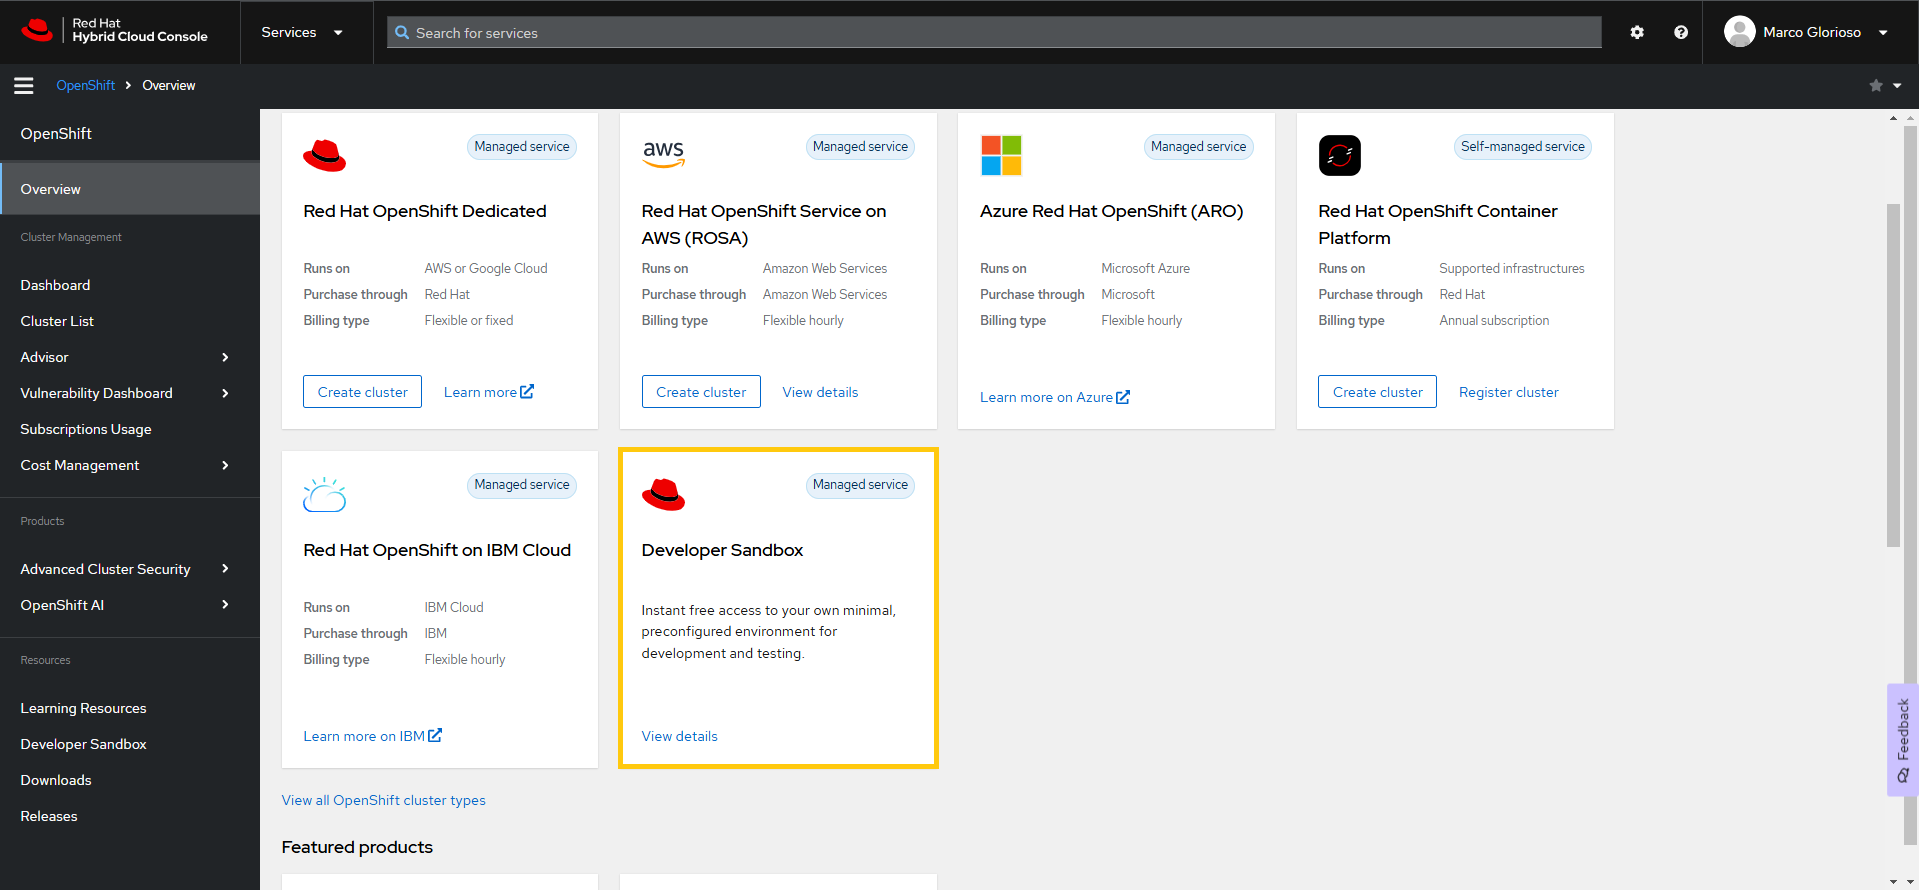 Red Hat
Hybrid Cloud Console
Services
Search for services
Marco Glorioso
OpenShift
Overview
OpenShift
Overview
Cluster Management
Dashboard
Cluster List
Advisor
Vulnerability Dashboard
Subscriptions Usage
Cost Management
Products
Advanced Cluster Security
OpenShift AI
Resources
Learning Resources
Developer Sandbox
Downloads
Releases
Managed service
Red Hat OpenShift Dedicated
Runs on AWS or Google Cloud
Purchase through Red Hat
Billing type Flexible or fixed
Create cluster Learn more
aws
Managed service
Red Hat OpenShift Service on
AWS (ROSA)
Runs on Amazon Web Services
Purchase through Amazon Web Services
Billing type Flexible hourly
Create cluster View details
Managed service
Azure Red Hat OpenShift (ARO)
Runs on Microsoft Azure
Purchase through Microsoft
Billing type Flexible hourly
Learn more on Azure
Self-managed service
Red Hat OpenShift Container
Platform
Runs on Supported infrastructures
Purchase through Red Hat
Billing type Annual subscription
Create cluster Register cluster
Managed service
Red Hat OpenShift on IBM Cloud
Runs on IBM Cloud
Purchase through IBM
Billing type Flexible hourly
Learn more on IBM
Managed service
Developer Sandbox
Instant free access to your own minimal,
preconfigured environment for
development and testing.
View details
View all OpenShift cluster types
Featured products
Feedback